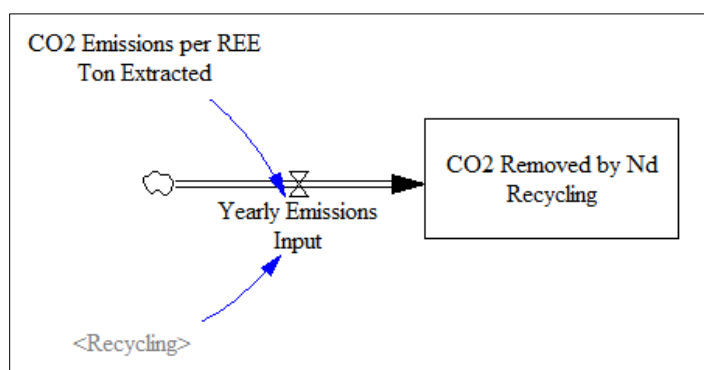 CO2 Emissions per REE
Ton Extracted
CO2 Removed by Nd
Recycling
Yearly Emissions
Input
<Recycling>